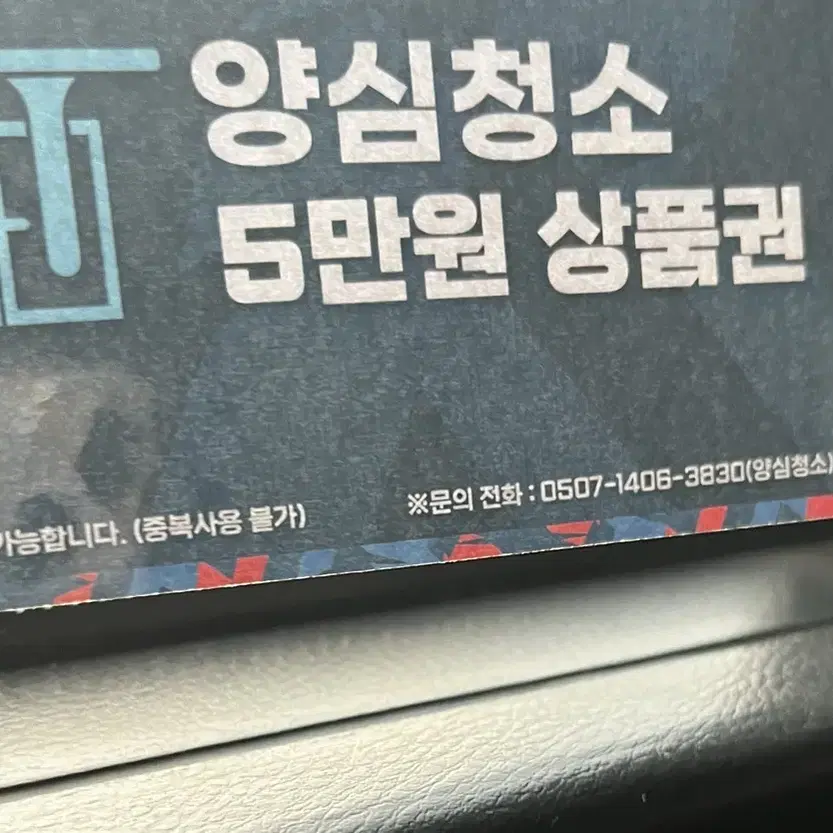 양심청소
5만원 상품권
가능합니다. (중복사용 불가)
※문의 전화 : 0507-1406-3830(양심청소)